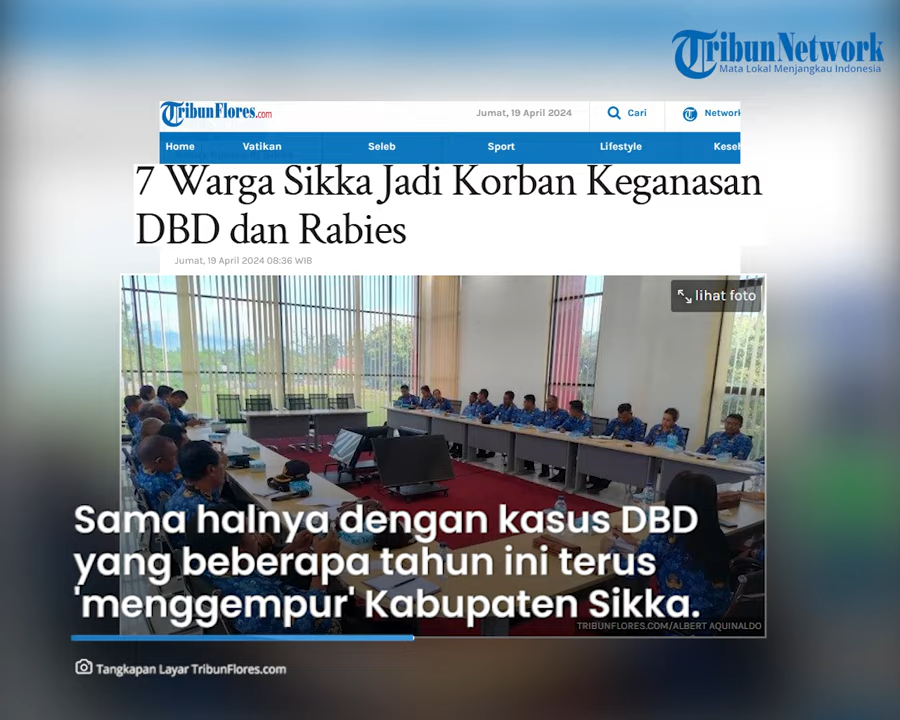 TribunNetwork
Mata Lokal Menjangkau Indonesia
TribunFlores.com
Jumat, 19 April 2024
Cari
Network
Home Vatikan Seleb Sport Lifestyle Keseh
7 Warga Sikka Jadi Korban Keganasan
DBD dan Rabies
Jumat, 19 April 2024 08:36 WIB
lihat foto
Sama halnya dengan kasus DBD
yang beberapa tahun ini terus
'menggempur' Kabupaten Sikka.
TRIBUNFLORES.COM/ALBERT AQUINALDO
Tangkapan Layar TribunFlores.com